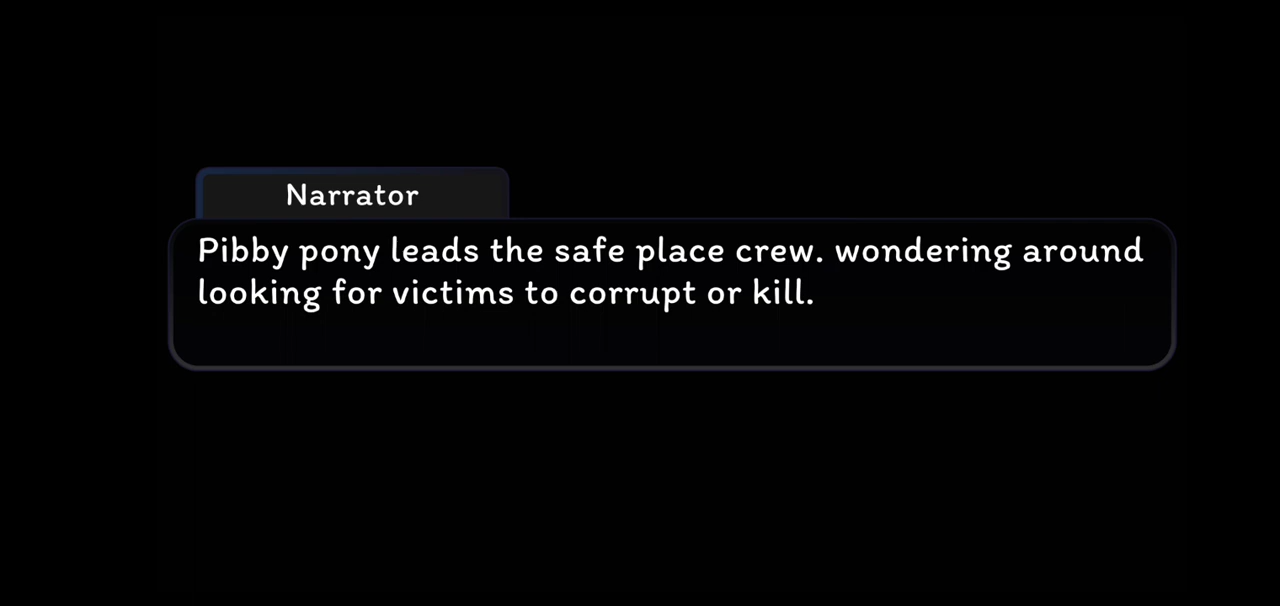 Narrator
Pibby pony leads the safe place crew. wondering around
looking for victims to corrupt or kill.